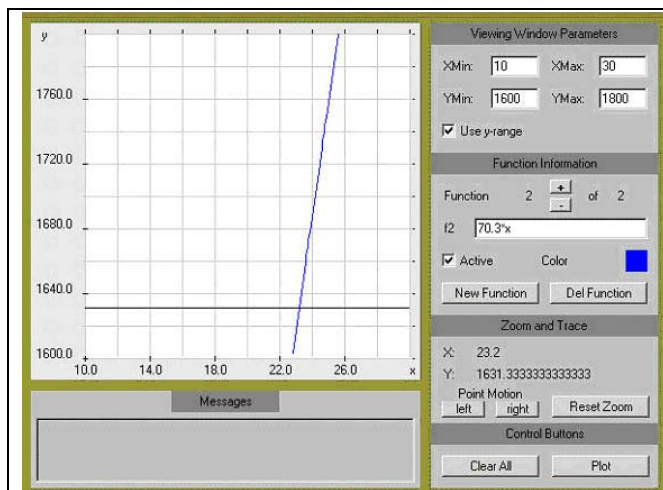 y
1760.0
1720.0
1680.0
1640.0
1600.0
10.0 14.0 18.0 22.0 26.0 x
Messages
Viewing Window Parameters
XMin: 10 XMax: 30
YMin: 1600 YMax: 1800
Use y-range
Function Information
Function 2 + - of 2
f2 70.3*x
Active Color
New Function Del Function
Zoom and Trace
X: 23.2
Y: 1631.3333333333333
Point Motion
left right Reset Zoom
Control Buttons
Clear All Plot